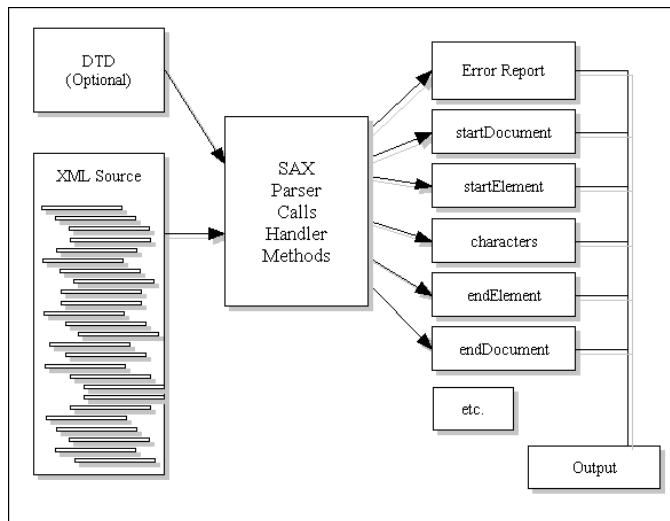 DTD
(Optional)
XML Source
SAX
Parser
Calls
Handler
Methods
Error Report
startDocument
startElement
characters
endElement
endDocument
etc.
Output